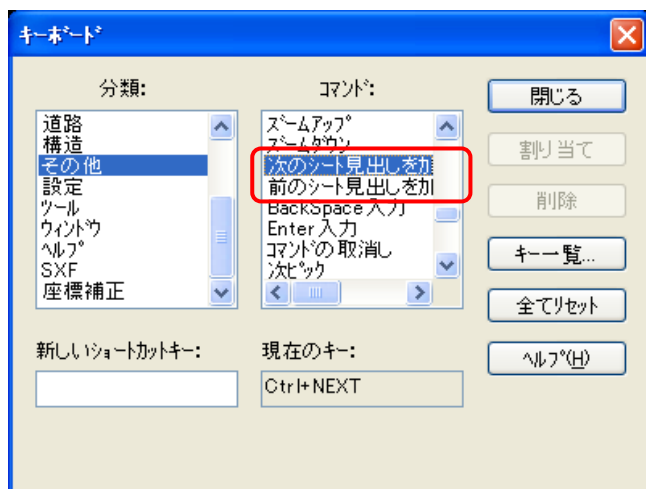 キーボード
分類:
コマンド:
道路
構造
その他
設定
ツール
ウィンドウ
ヘルプ
SXF
座標補正
ズームアップ
ズームダウン
次のシート見出しを加
前のシート見出しを加
BackSpace入力
Enter入力
コマンドの取消し
次ピック
閉じる
割り当て
削除
キー一覧...
全てリセット
ヘルプ(H)
新しいショートカットキー:
現在のキー:
Ctrl+NEXT